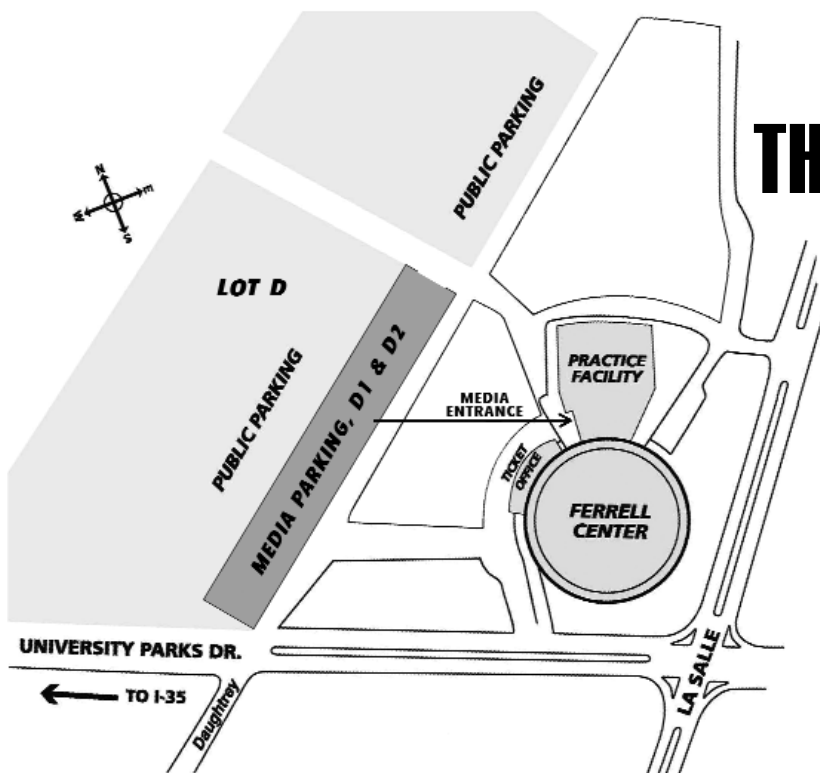 PUBLIC PARKING
TH
N
E
W
S
LOT D
PRACTICE
FACILITY
MEDIA
ENTRANCE
PUBLIC PARKING
MEDIA PARKING, D1 & D2
TICKET
OFFICE
FERRELL
CENTER
UNIVERSITY PARKS DR.
LA SALLE
TO I-35
Daughtrey